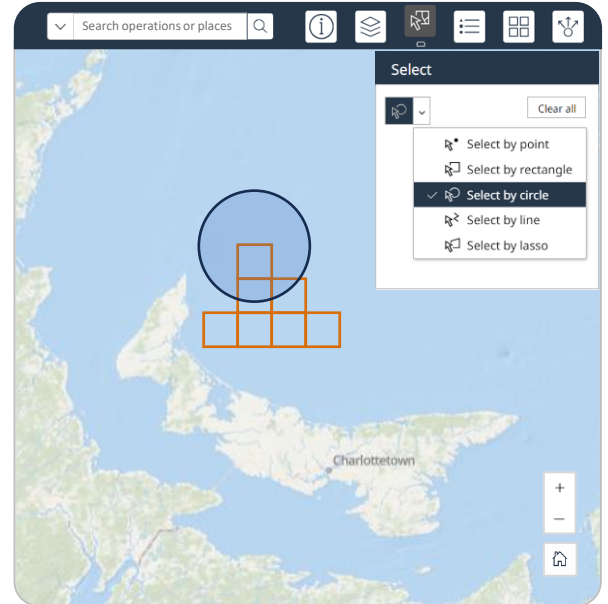 Search operations or places
Select
Clear all
Select by point
Select by rectangle
Select by circle
Select by line
Select by lasso
Charlottetown
+
−